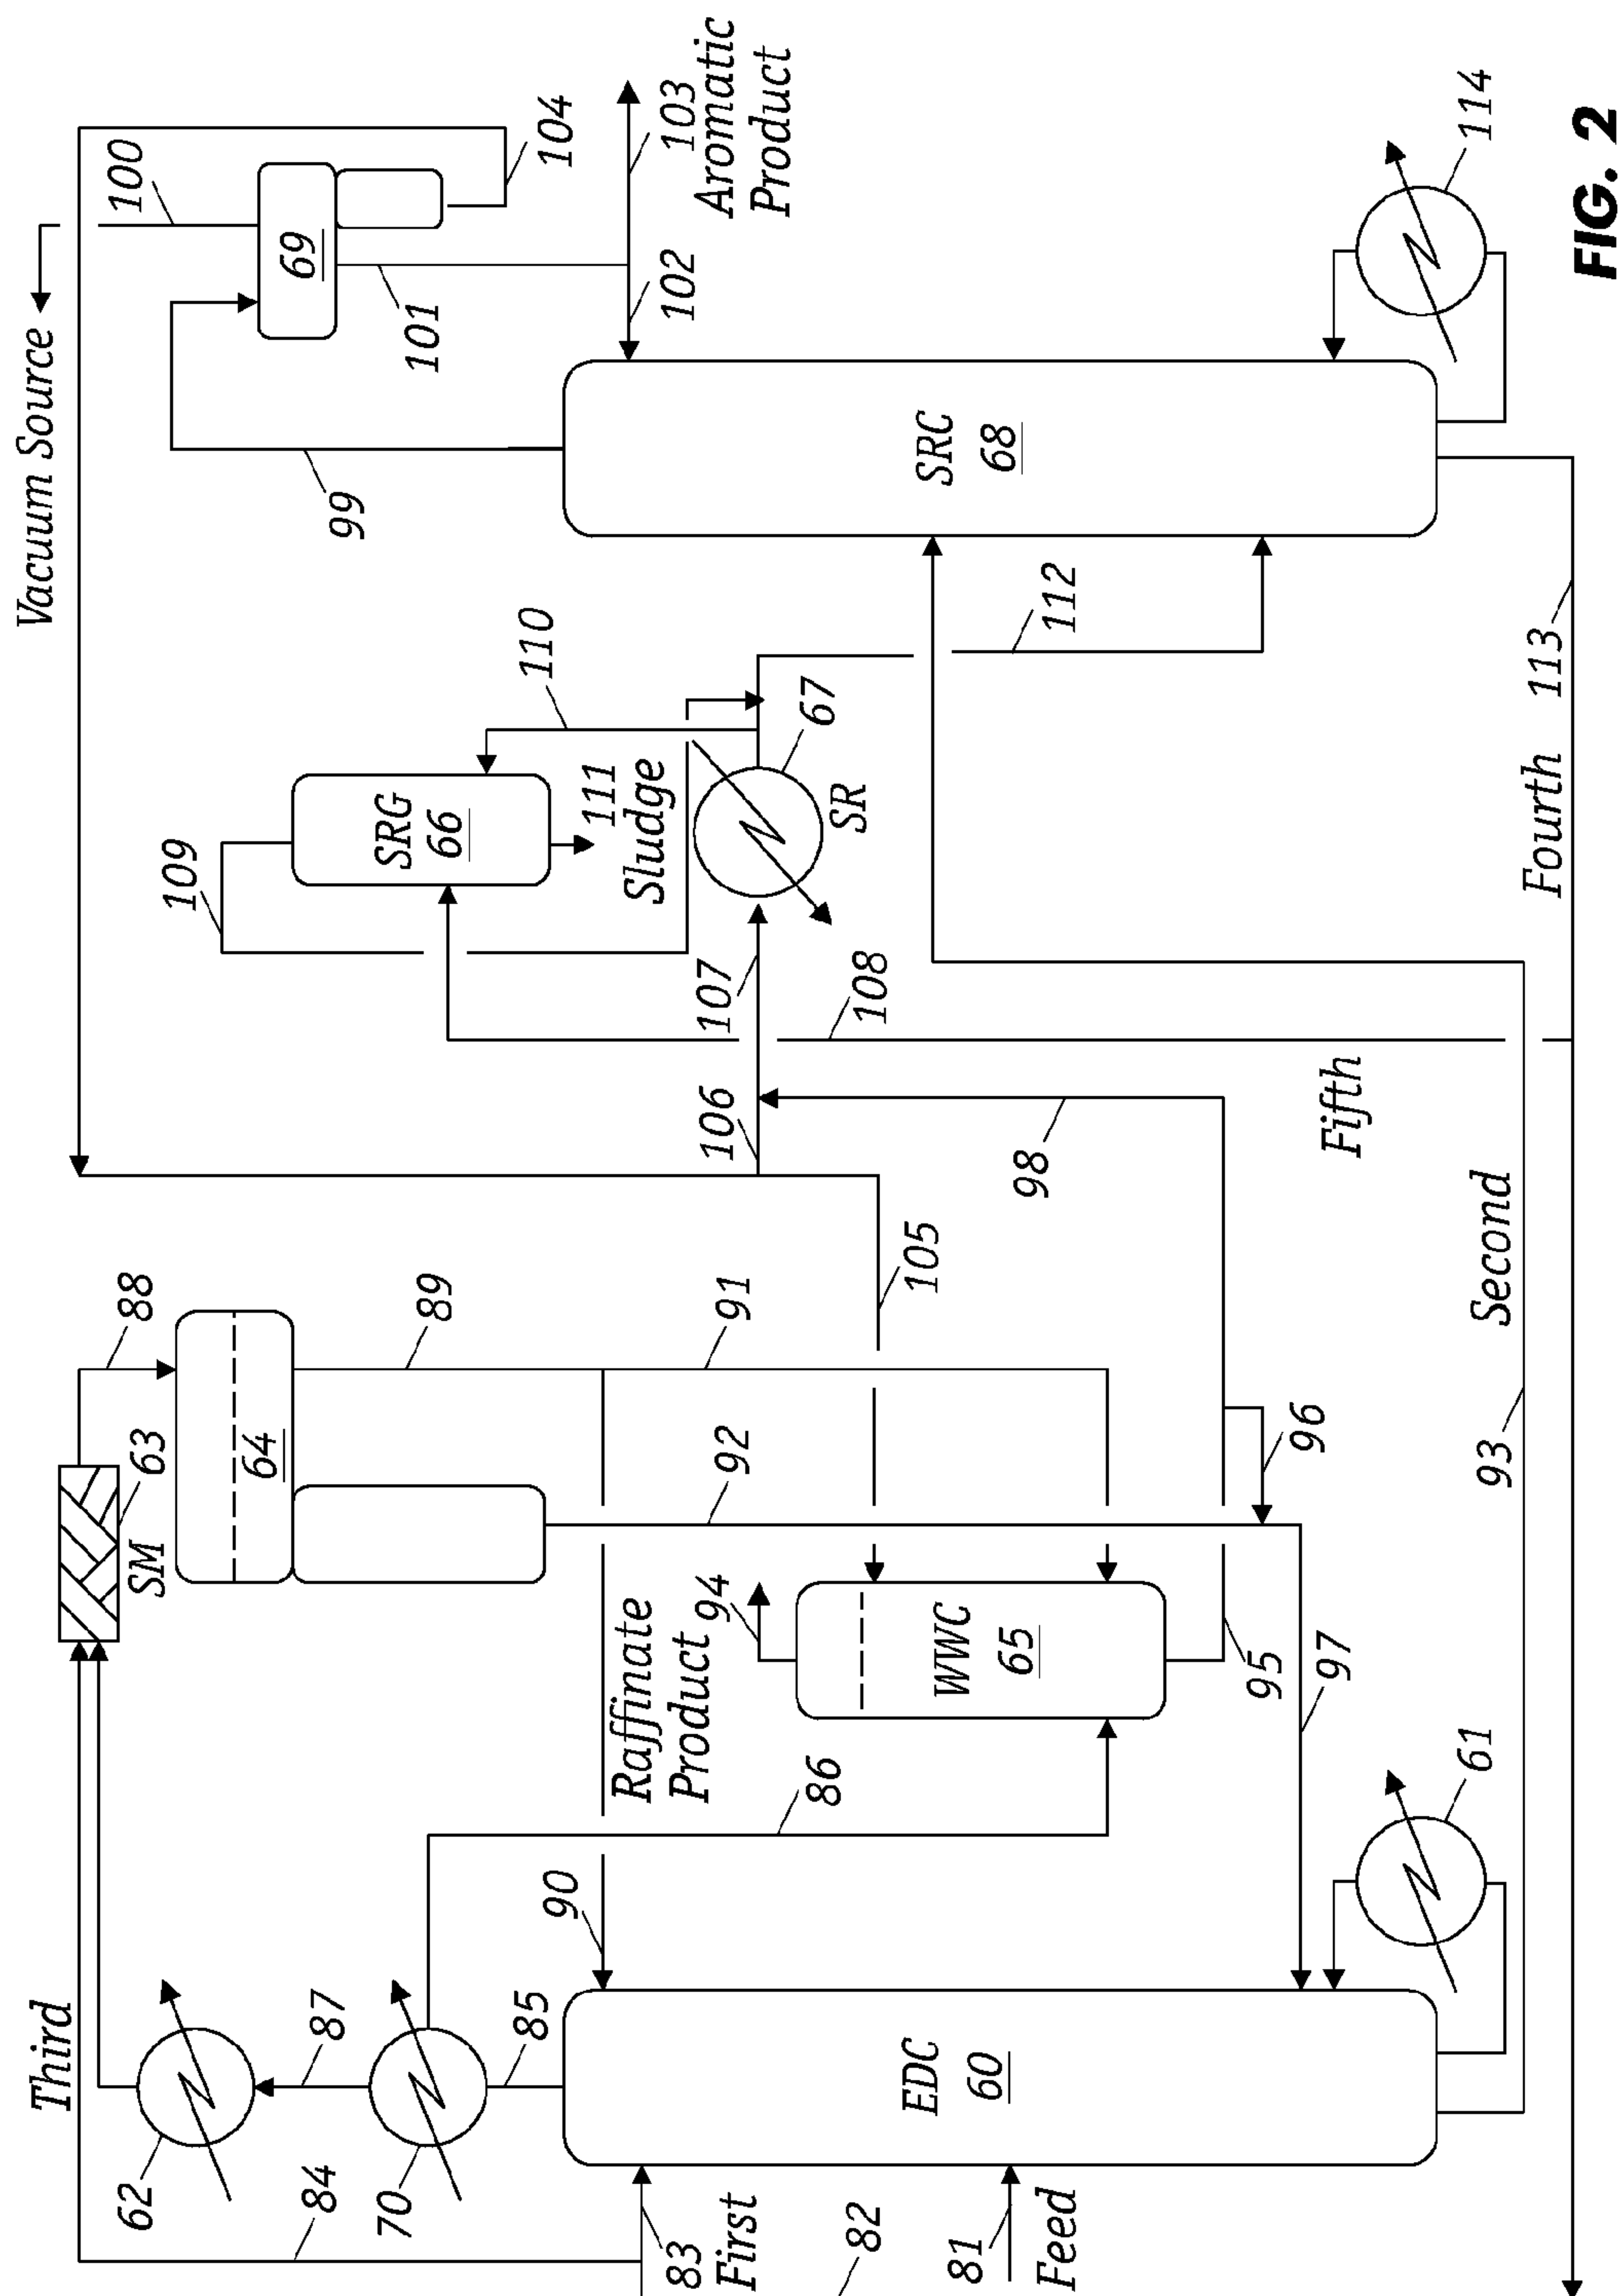 Vacuum Source
100
104
99
69
101
102
103
Aromatic
Product
SRC
68
114
112
110
109
SRG
66
111
Sludge
67
SR
107
108
106
98
Fifth
Fourth
113
Second
93
88
63
SM
64
89
91
92
105
96
94
WWC
65
95
97
Raffinate
Product
86
90
61
Third
62
87
70
85
84
EDC
60
83
First
82
81
Feed
FIG. 2